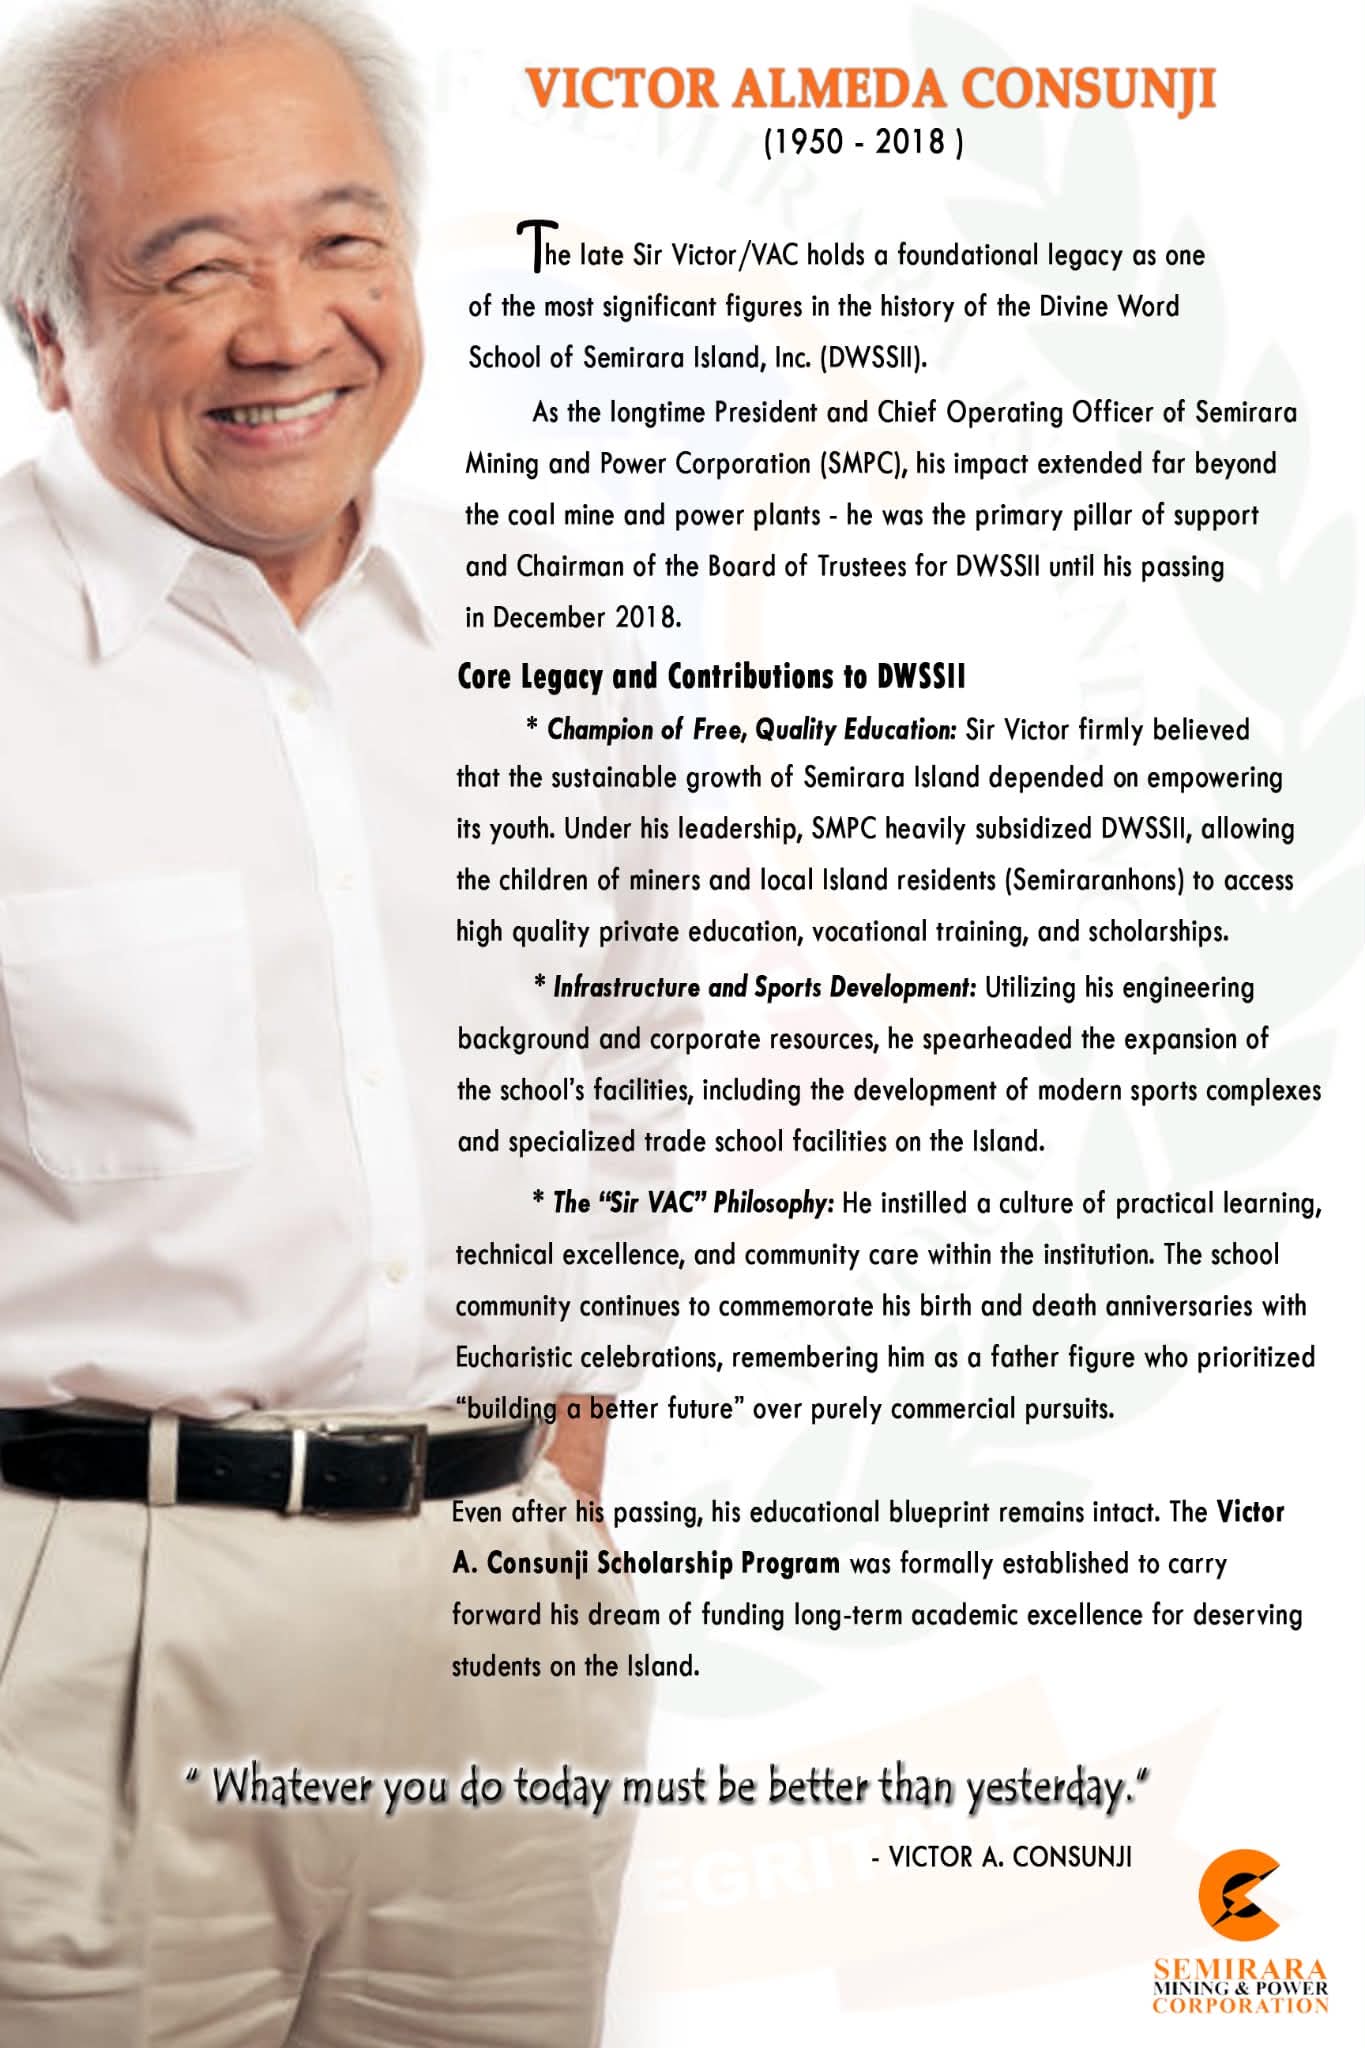 VICTOR ALMEDA CONSUNJI
(1950 - 2018 )
The late Sir Victor/VAC holds a foundational legacy as one
of the most significant figures in the history of the Divine Word
School of Semirara Island, Inc. (DWSSII).
As the longtime President and Chief Operating Officer of Semirara
Mining and Power Corporation (SMPC), his impact extended far beyond
the coal mine and power plants - he was the primary pillar of support
and Chairman of the Board of Trustees for DWSSII until his passing
in December 2018.
Core Legacy and Contributions to DWSSII
* Champion of Free, Quality Education: Sir Victor firmly believed
that the sustainable growth of Semirara Island depended on empowering
its youth. Under his leadership, SMPC heavily subsidized DWSSII, allowing
the children of miners and local Island residents (Semiraranhons) to access
high quality private education, vocational training, and scholarships.
* Infrastructure and Sports Development: Utilizing his engineering
background and corporate resources, he spearheaded the expansion of
the school's facilities, including the development of modern sports complexes
and specialized trade school facilities on the Island.
* The “Sir VAC” Philosophy: He instilled a culture of practical learning,
technical excellence, and community care within the institution. The school
community continues to commemorate his birth and death anniversaries with
Eucharistic celebrations, remembering him as a father figure who prioritized
“building a better future” over purely commercial pursuits.
Even after his passing, his educational blueprint remains intact. The Victor
A. Consunji Scholarship Program was formally established to carry
forward his dream of funding long-term academic excellence for deserving
students on the Island.
" Whatever you do today must be better than yesterday."
- VICTOR A. CONSUNJI
SEMIRARA
MINING & POWER
CORPORATION